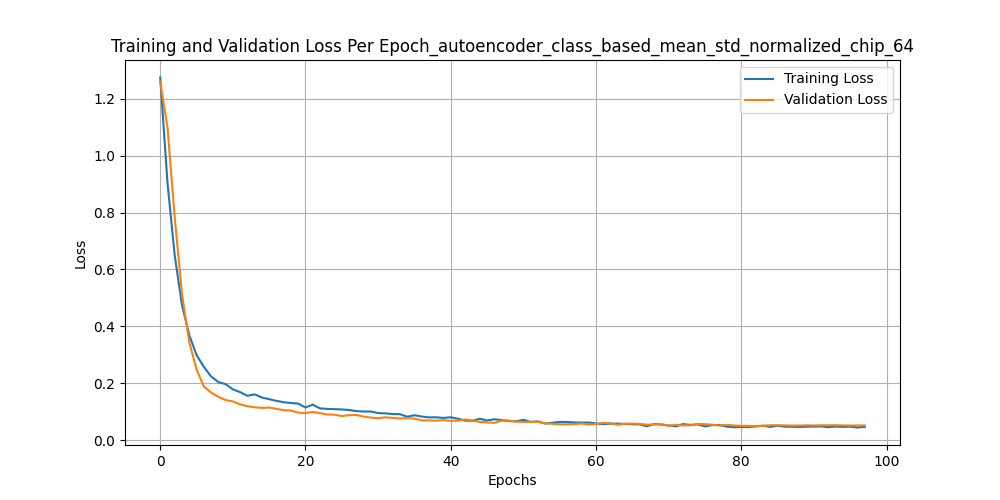 Training and Validation Loss Per Epoch_autoencoder_class_based_mean_std_normalized_chip_64
Training Loss
Validation Loss
1.2
1.0
0.8
0.6
0.4
0.2
0.0
Loss
0 20 40 60 80 100
Epochs